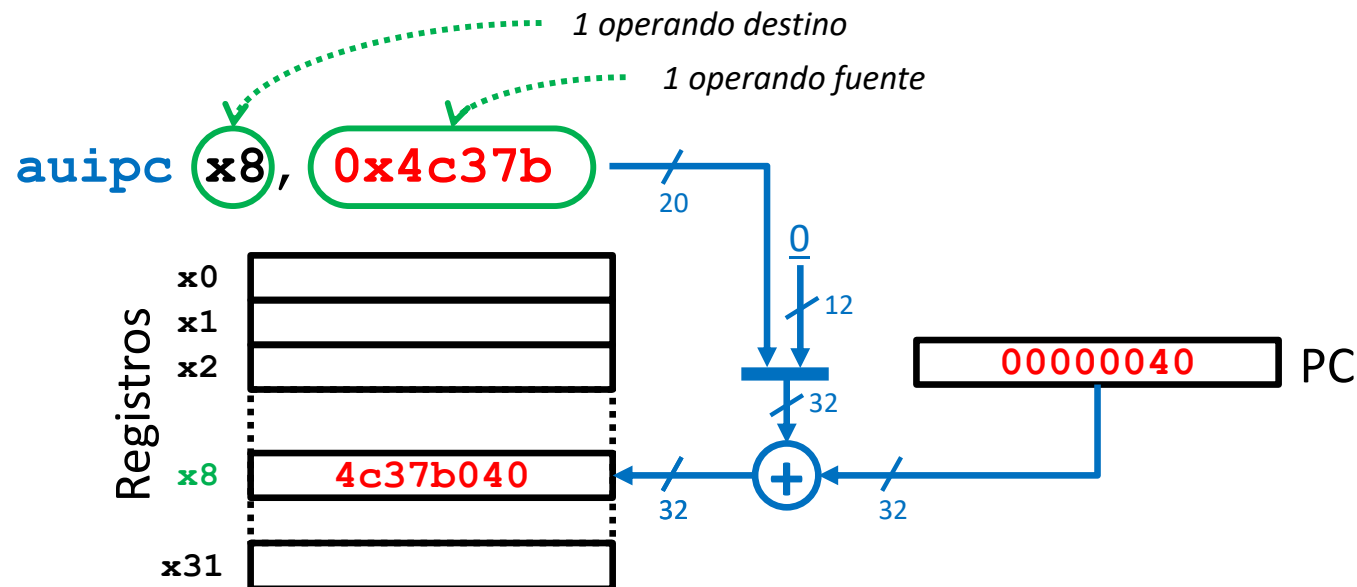 1 operando destino
1 operando fuente
auipc x8, 0x4c37b
20
0
12
x0
x1
x2
Registros
00000040 PC
32
x8 4c37b040
+
32
32
x31